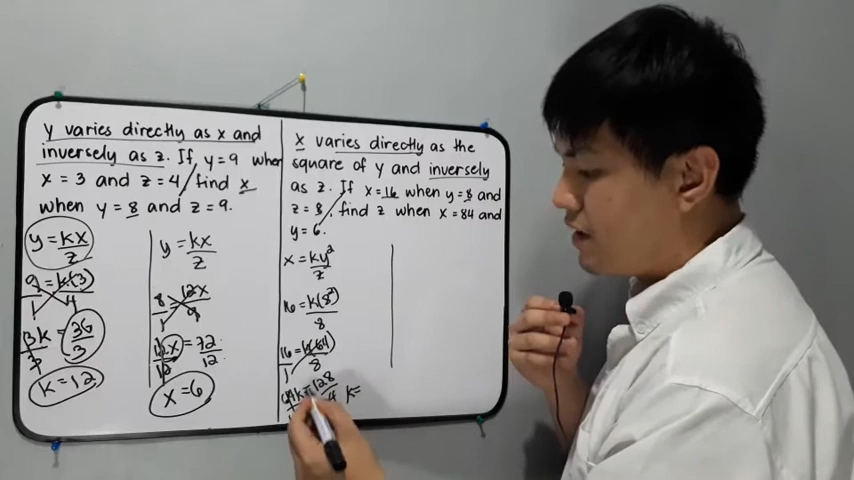 y varies directly as x and
inversely as z. If, y=9 when
x = 3 and z = 4, find x
when y = 8 and z = 9.
y = kx/z
9/1 = k(3)/4
3k/3 = 36/3
k = 12
y = kx/z
8/1 = 12x/9
12x/12 = 72/12
x = 6
x varies directly as the
square of y and inversely
as z. If x = 16 when y = 8 and
z = 8, find z when x = 84 and
y = 6.
x = ky²/z
16 = k(8²)/8
16/1 = k(64)/8
64k = 128
k =